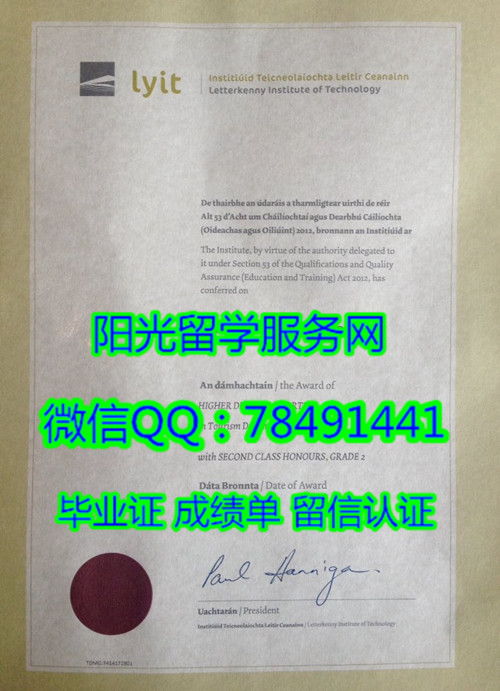 lyit
Institiúid Teicneolaíochta Leitir Ceanainn
Letterkenny Institute of Technology
De thairbhe an údaráis a tharmligtear uirthi de réir
Alt 53 d'Acht um Cháilíochtaí agus Dearbhú Cáilíochta
(Oideachas agus Oiliúint) 2012, bronnann an Institiúid ar
The Institute, by virtue of the authority delegated to
it under Section 53 of the Qualifications and Quality
Assurance (Education and Training) Act 2012, has
conferred on
阳光留学服务网
An dámhachtain / the Award of
HIGHER
微信QQ：78491441
in Tourism
with SECOND CLASS HONOURS, GRADE 2
Dáta Bronnta / Date of Award
毕业证 成绩单 留信认证
Paul Hannigan
Uachtarán / President
Institiúid Teicneolaíochta Leitir Ceanainn / Letterkenny Institute of Technology